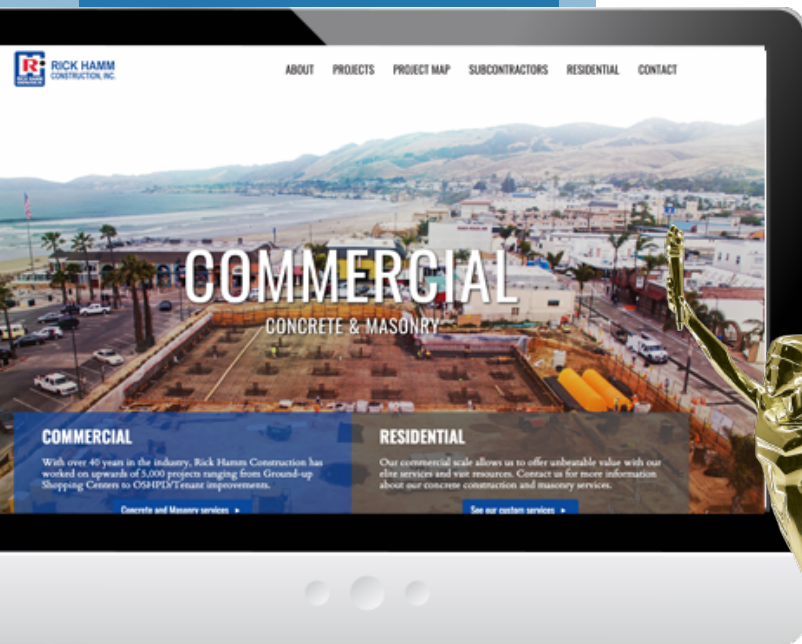 RICK HAMM
CONSTRUCTION, INC.
ABOUT PROJECTS PROJECT MAP SUBCONTRACTORS RESIDENTIAL CONTACT
COMMERCIAL
CONCRETE & MASONRY
COMMERCIAL
With over 40 years in the industry, Rick Hamm Construction has
worked on upwards of 5,000 projects ranging from Ground-up
Shopping Centers to OSHPD/Tenant improvements.
Concrete and Masonry services
RESIDENTIAL
Our commercial scale allows us to offer unbeatable value with our
elite services and vast resources. Contact us for more information
about our concrete construction and masonry services.
See our custom services